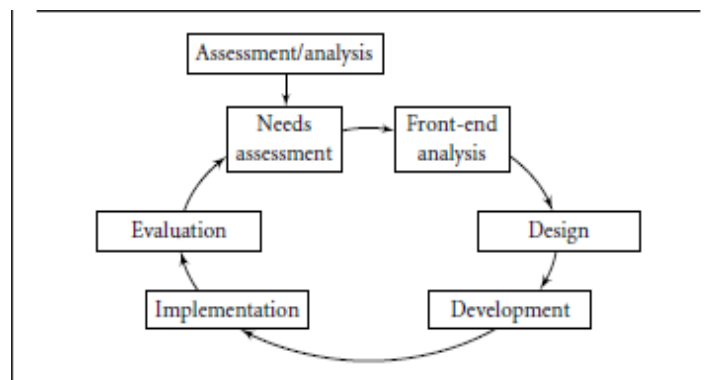 Assessment/analysis
Needs
assessment
Front-end
analysis
Evaluation
Design
Implementation
Development